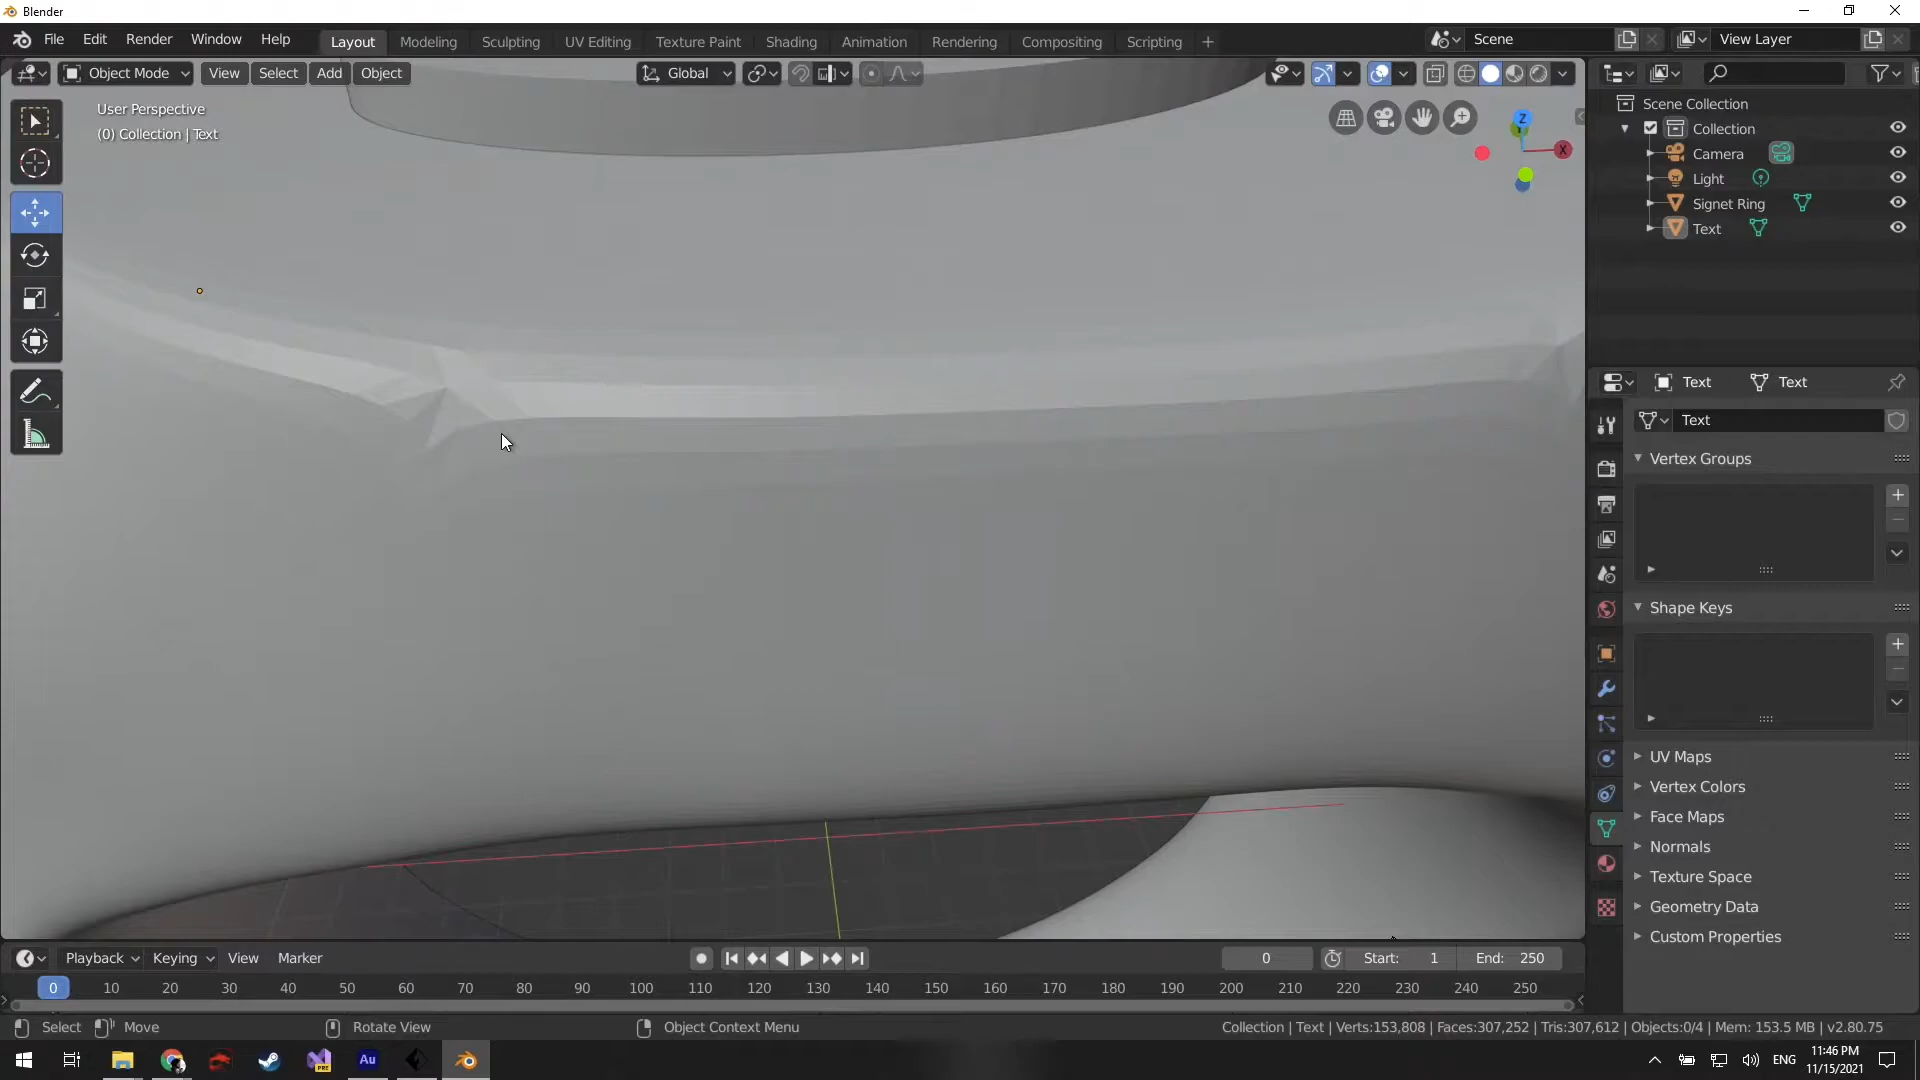 Blender
File Edit Render Window Help
Layout Modeling Sculpting UV Editing Texture Paint Shading Animation Rendering Compositing Scripting +
Scene
View Layer
Object Mode View Select Add Object
Global
User Perspective
(0) Collection | Text
Z
X
Scene Collection
Collection
Camera
Light
Signet Ring
Text
Text Text
Text
Vertex Groups
Shape Keys
UV Maps
Vertex Colors
Face Maps
Normals
Texture Space
Geometry Data
Custom Properties
Playback Keying View Marker
0 Start: 1 End: 250
0 10 20 30 40 50 60 70 80 90 100 110 120 130 140 150 160 170 180 190 200 210 220 230 240 250
Select Move Rotate View Object Context Menu
Collection | Text | Verts:153,808 | Faces:307,252 | Tris:307,612 | Objects:0/4 | Mem: 153.5 MB | v2.80.75
PRE
Au
ENG
11:46 PM
11/15/2021